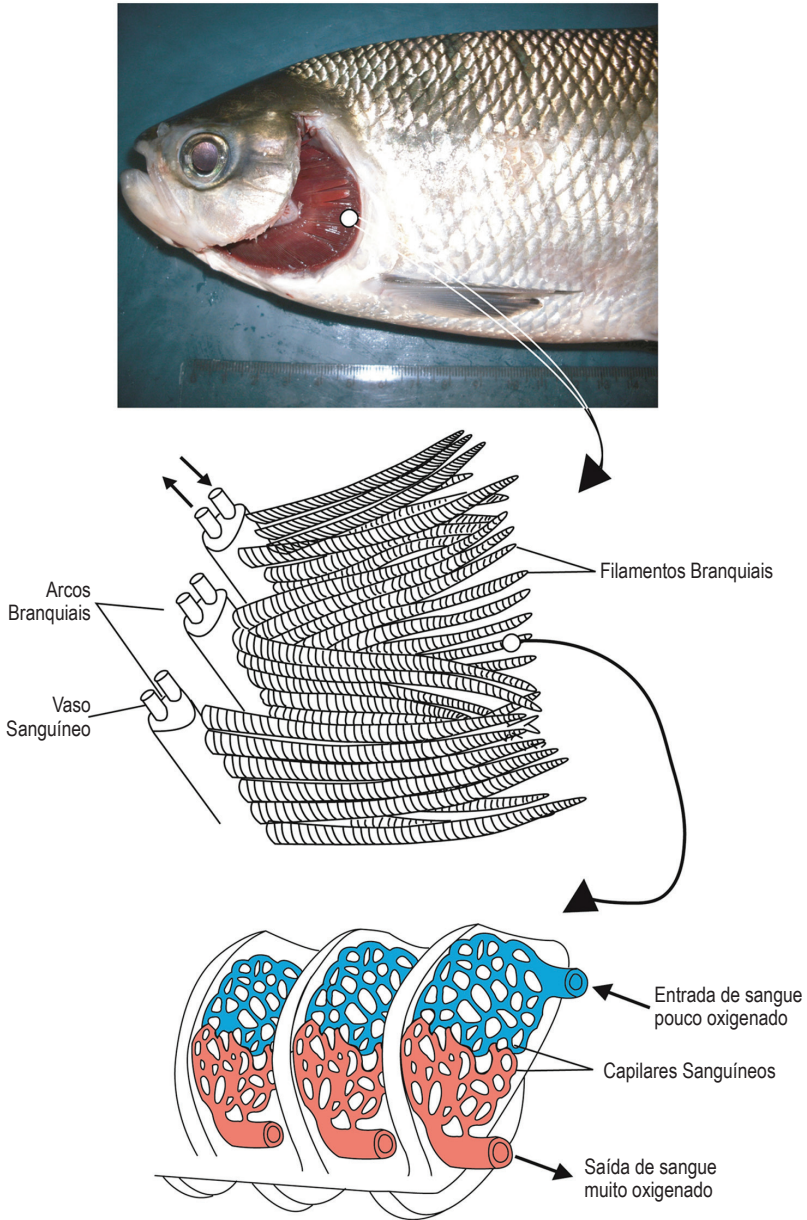 Filamentos Branquiais
Arcos
Branquiais
Vaso
Sanguíneo
Entrada de sangue
pouco oxigenado
Capilares Sanguíneos
Saída de sangue
muito oxigenado